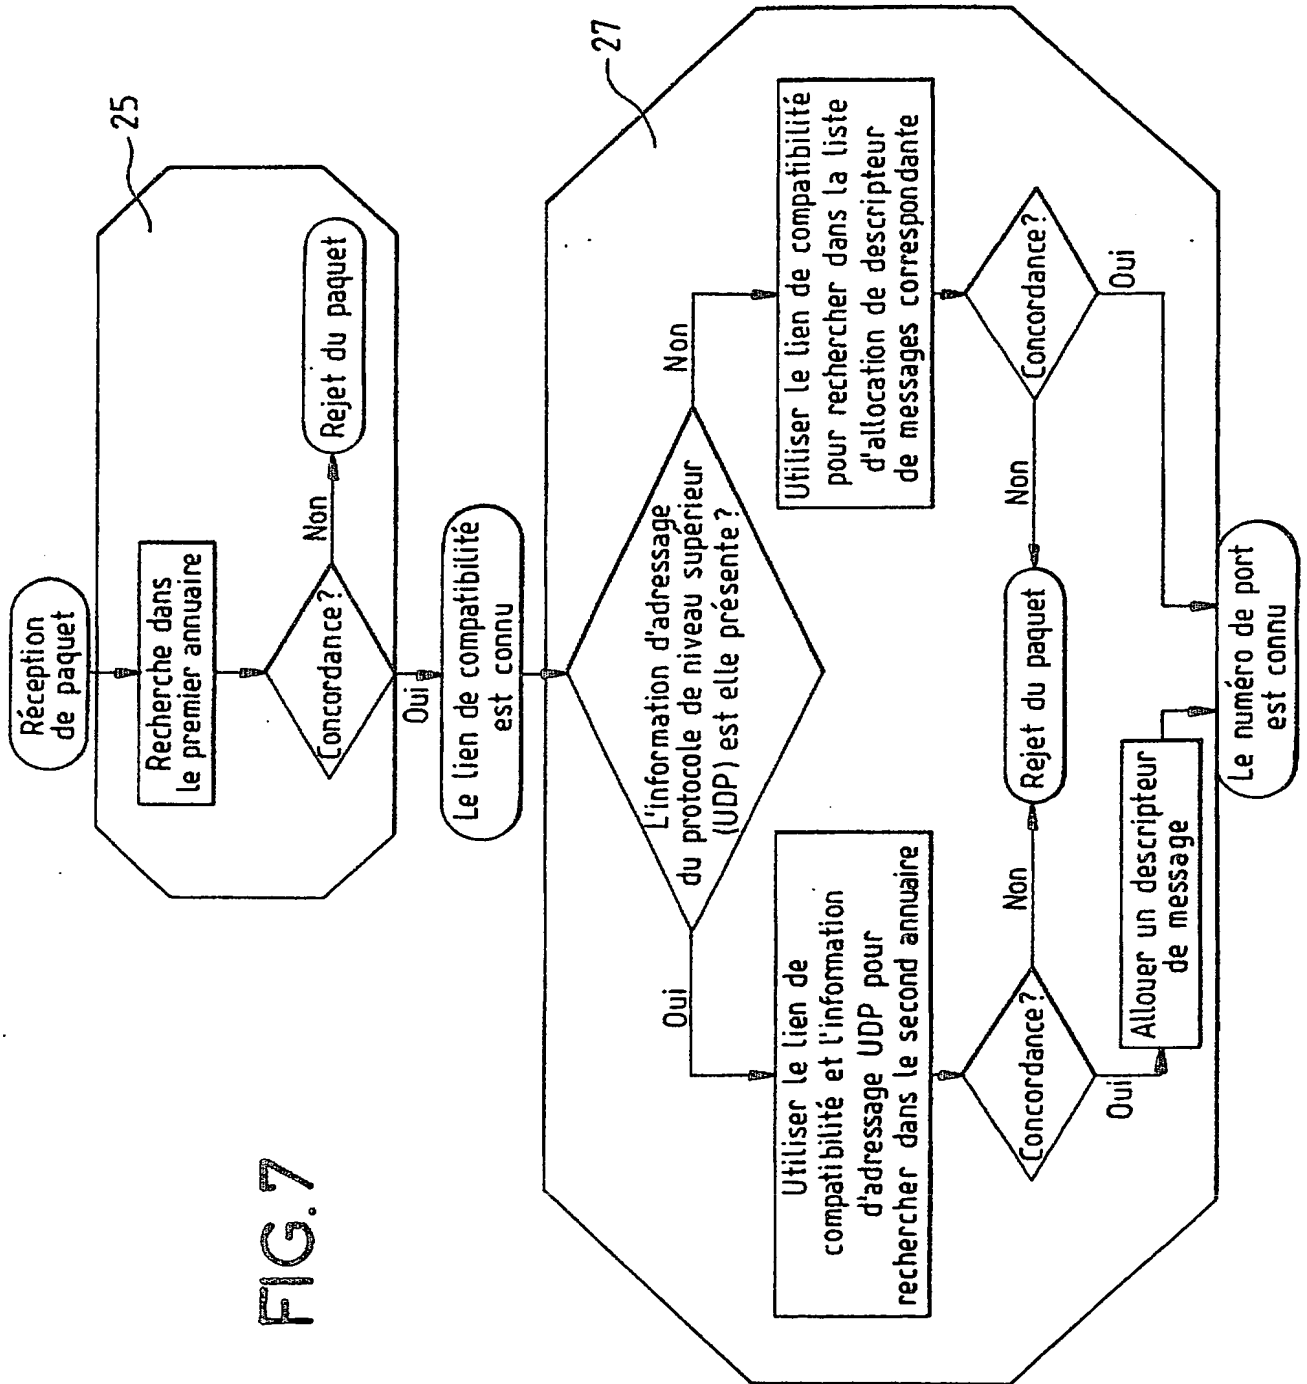 Réception
de paquet
25
Recherche dans
le premier annuaire
Concordance?
Non
Rejet du paquet
Oui
Le lien de compatibilité
est connu
27
L'information d'adressage
du protocole de niveau supérieur
(UDP) est elle présente ?
Oui
Non
Utiliser le lien de
compatibilité et l'information
d'adressage UDP pour
rechercher dans le second annuaire
Utiliser le lien de compatibilité
pour rechercher dans la liste
d'allocation de descripteur
de messages correspondante
Concordance?
Non
Rejet du paquet
Non
Concordance?
Oui
Oui
Allouer un descripteur
de message
Le numéro de port
est connu
FIG.7